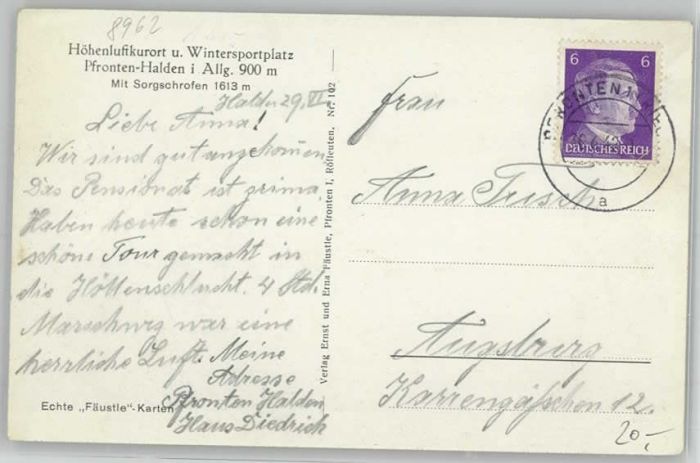 8962
Höhenluftkurort u. Wintersportplatz
Pfronten-Halden i Allg. 900 m
Mit Sorgschrofen 1613 m
Halden 29. VI.
Liebe Anna!
Wir sind gut angekommen
Das Pensionat ist prima.
Haben heute schon eine
schöne Tour gemacht in
die Höllenschlucht. 4 Std.
Marschweg war eine
herrliche Luft. Meine
Adresse
Pfronten Halden
Haus Diedrich
Echte „Fäustle"-Karten
Verlag Ernst und Erna Fäustle, Pfronten I, Röfleuten, Nr. 102
6 6
DEUTSCHES REICH
PFRONTEN
a
Frau
Anna
Augsburg
Karrengäßchen 12.
20,-